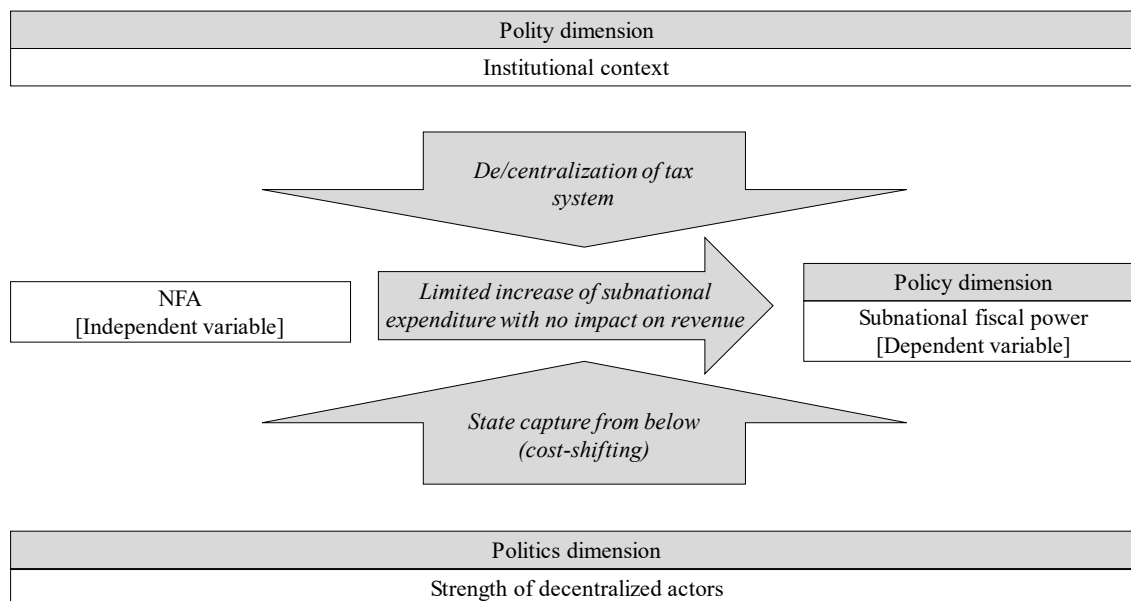 Polity dimension
Institutional context
De/centralization of tax
system
NFA
[Independent variable]
Limited increase of subnational
expenditure with no impact on revenue
Policy dimension
Subnational fiscal power
[Dependent variable]
State capture from below
(cost-shifting)
Politics dimension
Strength of decentralized actors